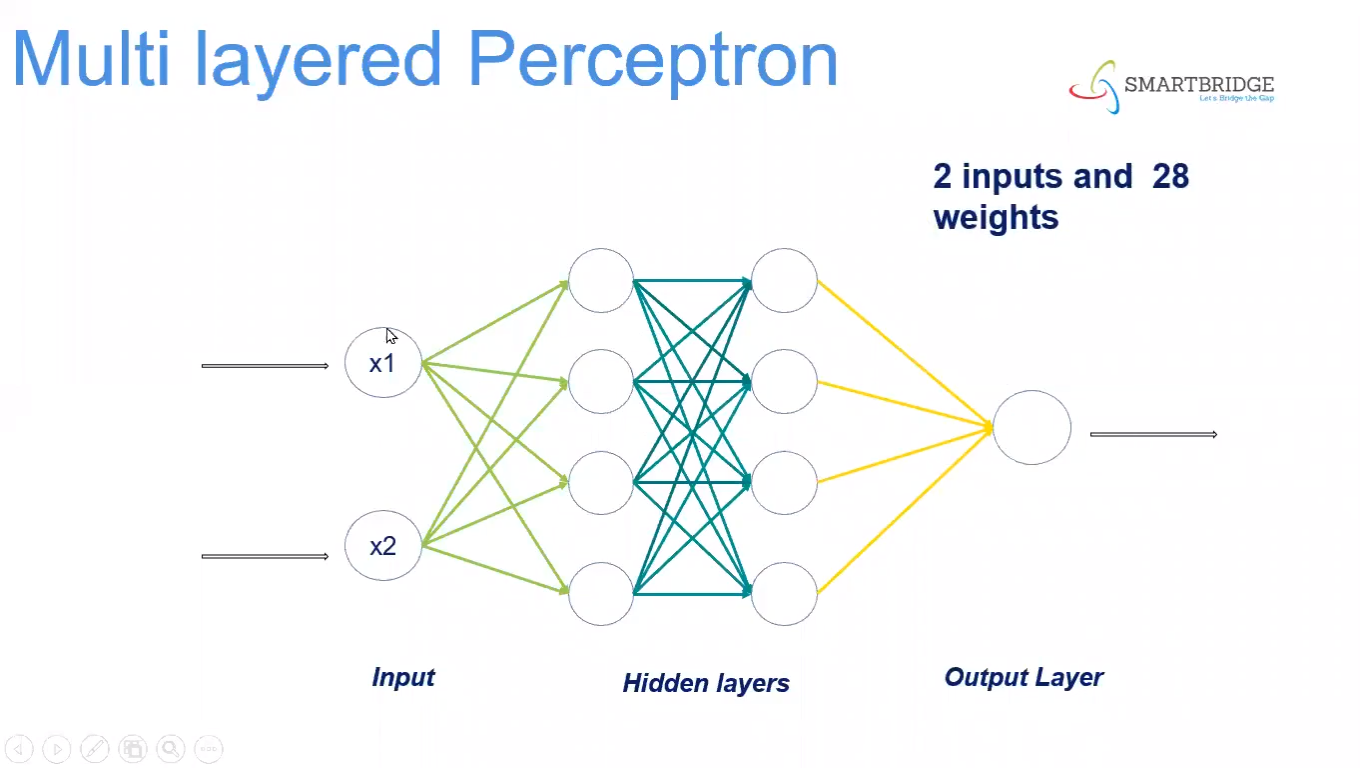 Multi layered Perceptron
SMARTBRIDGE
Let's Bridge the Gap
2 inputs and 28
weights
x1
x2
Input
Hidden layers
Output Layer